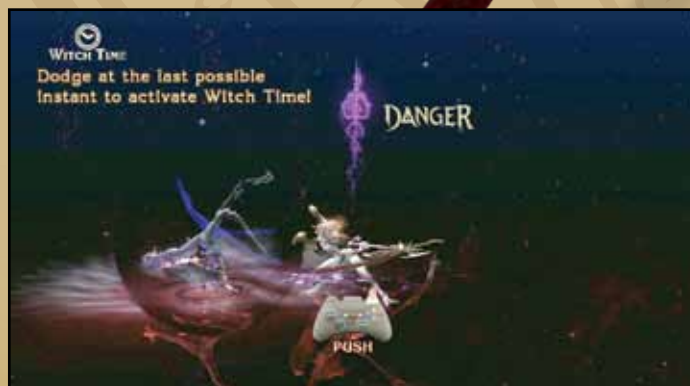 WITCH TIME
Dodge at the last possible
instant to activate Witch Time!
DANGER
PUSH